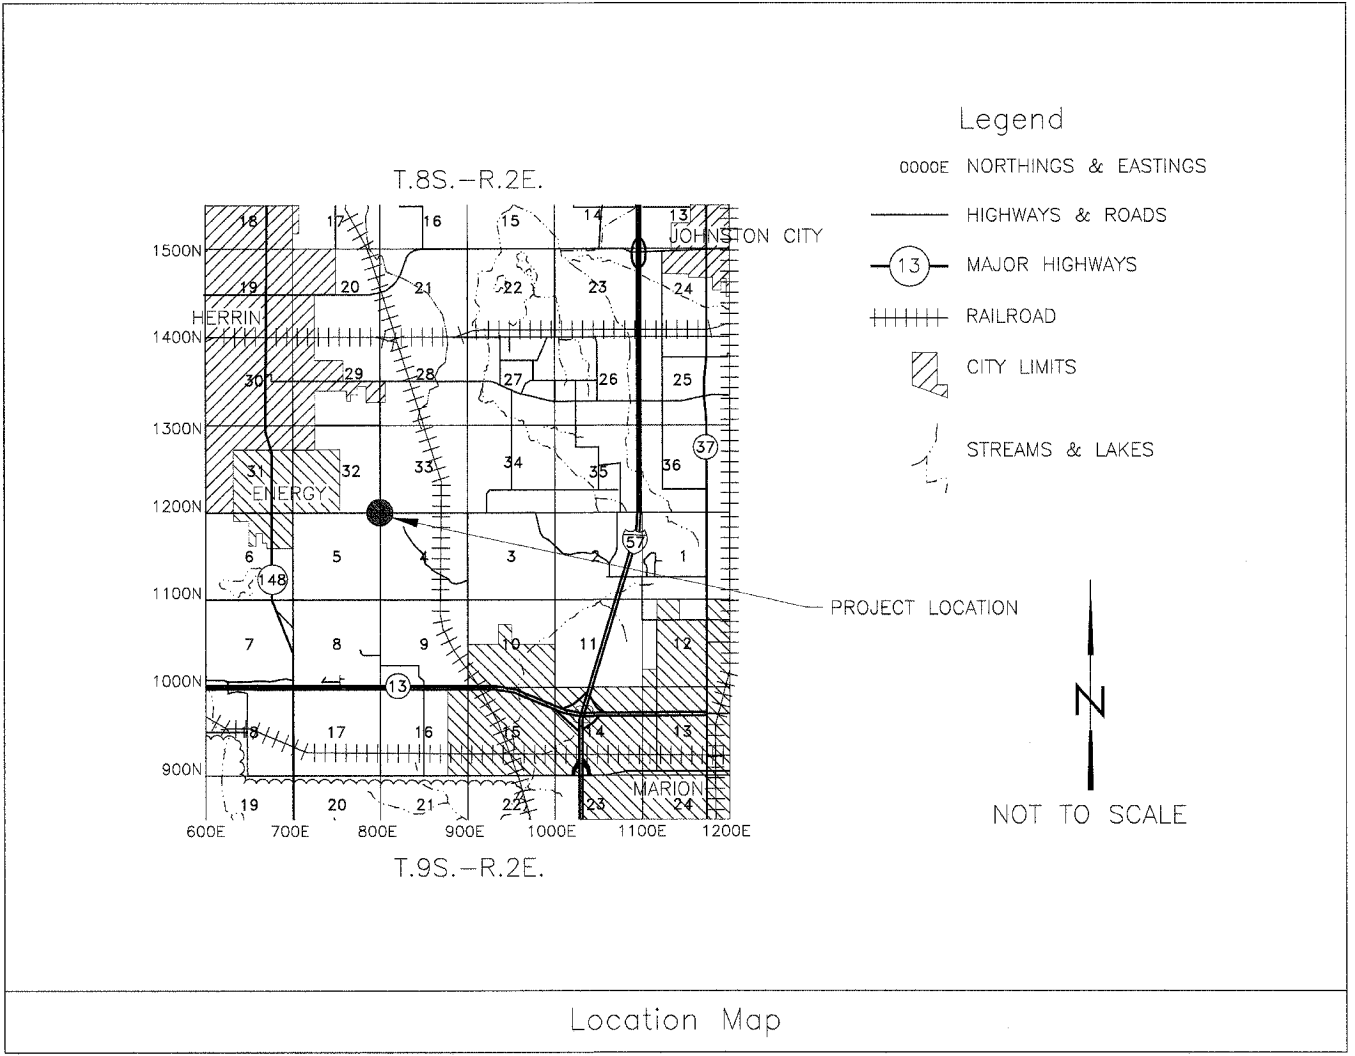 Legend
0000E NORTHINGS & EASTINGS
HIGHWAYS & ROADS
13 MAJOR HIGHWAYS
RAILROAD
CITY LIMITS
STREAMS & LAKES
T.8S.-R.2E.
18 17 16 15 14 13
JOHNSTON CITY
1500N
19 20 21 22 23 24
HERRIN
1400N
30 29 28 27 26 25
1300N
37
31 32 33 34 35 36
ENERGY
1200N
57
6 5 4 3 2 1
148
1100N
PROJECT LOCATION
7 8 9 10 11 12
1000N
13
18 17 16 15 14 13
900N
MARION
19 20 21 22 23 24
600E 700E 800E 900E 1000E 1100E 1200E
T.9S.-R.2E.
N
NOT TO SCALE
Location Map